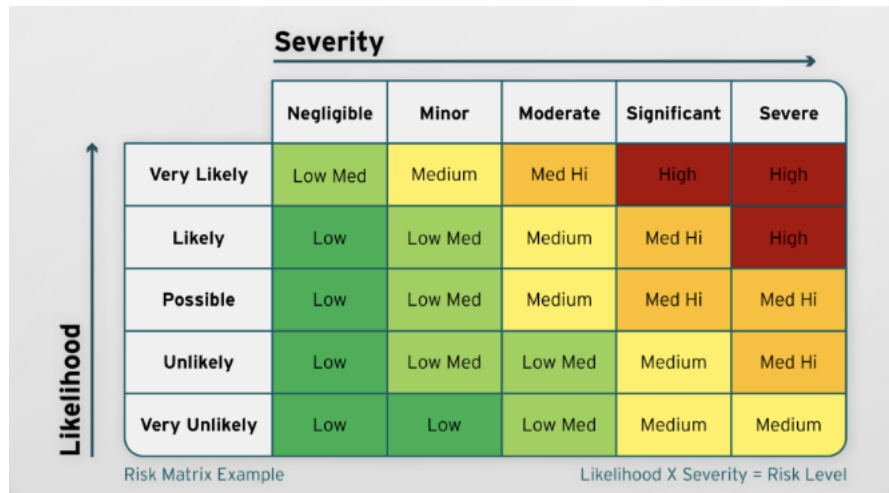 Severity
Negligible Minor Moderate Significant Severe
Very Likely Low Med Medium Med Hi High High
Likely Low Low Med Medium Med Hi High
Possible Low Low Med Medium Med Hi Med Hi
Unlikely Low Low Med Low Med Medium Med Hi
Very Unlikely Low Low Low Med Medium Medium
Likelihood
Risk Matrix Example Likelihood X Severity = Risk Level